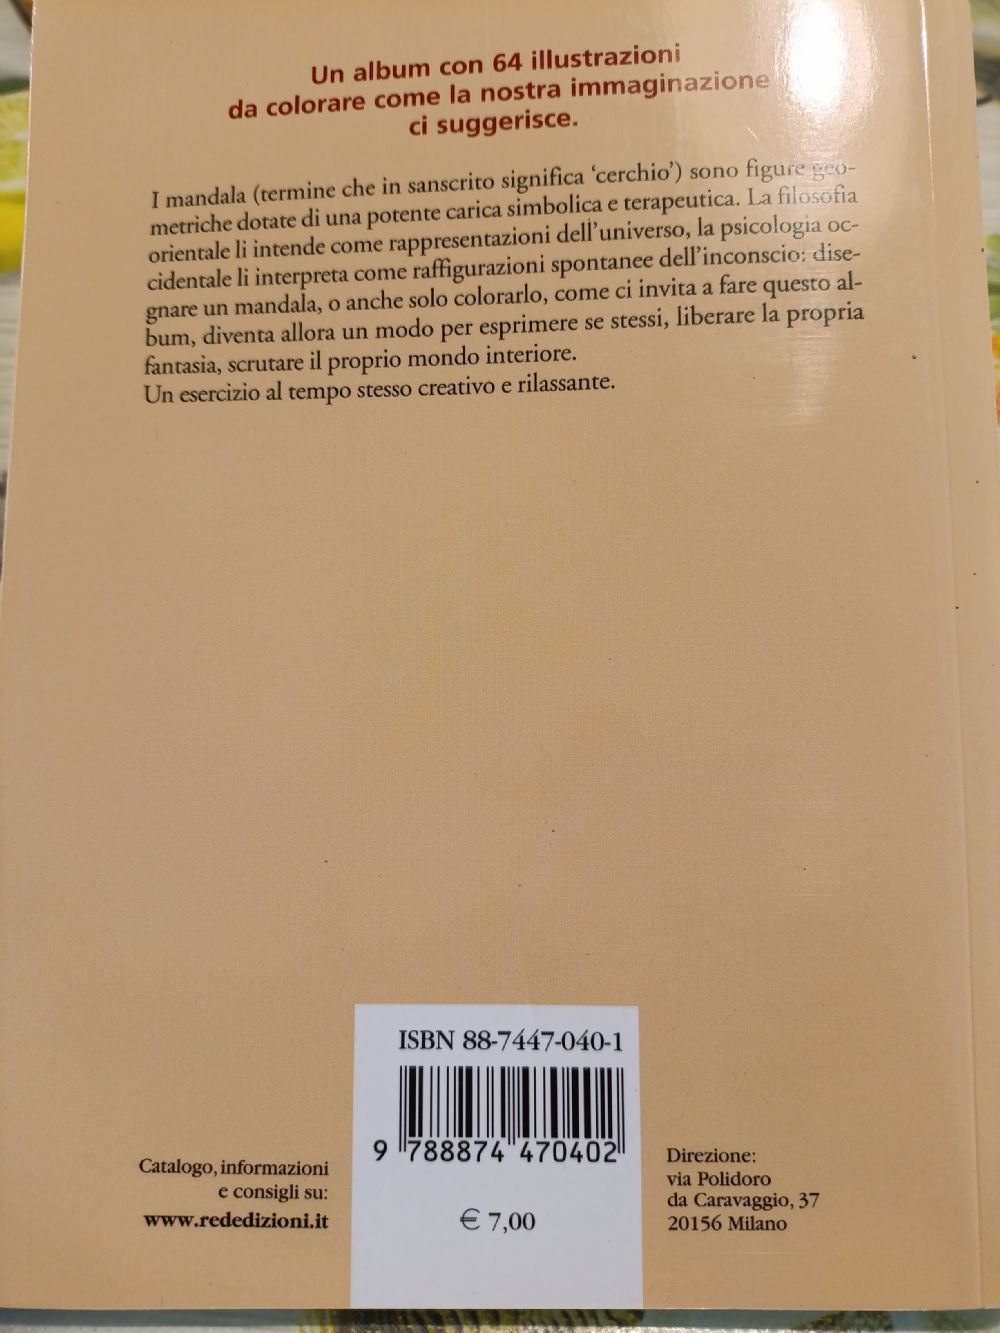 Un album con 64 illustrazioni
da colorare come la nostra immaginazione
ci suggerisce.
I mandala (termine che in sanscrito significa ‘cerchio’) sono figure geo-
metriche dotate di una potente carica simbolica e terapeutica. La filosofia
orientale li intende come rappresentazioni dell’universo, la psicologia oc-
cidentale li interpreta come raffigurazioni spontanee dell’inconscio: dise-
gnare un mandala, o anche solo colorarlo, come ci invita a fare questo al-
bum, diventa allora un modo per esprimere se stessi, liberare la propria
fantasia, scrutare il proprio mondo interiore.
Un esercizio al tempo stesso creativo e rilassante.
ISBN 88-7447-040-1
9 788874 470402
€ 7,00
Catalogo, informazioni
e consigli su:
www.rededizioni.it
Direzione:
via Polidoro
da Caravaggio, 37
20156 Milano